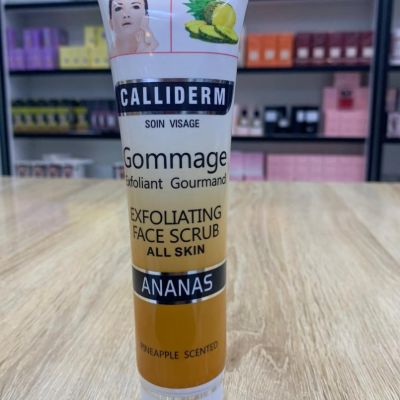 CALLIDERM
SOIN VISAGE
Gommage
Exfoliant Gourmand
EXFOLIATING
FACE SCRUB
ALL SKIN
ANANAS
PINEAPPLE SCENTED